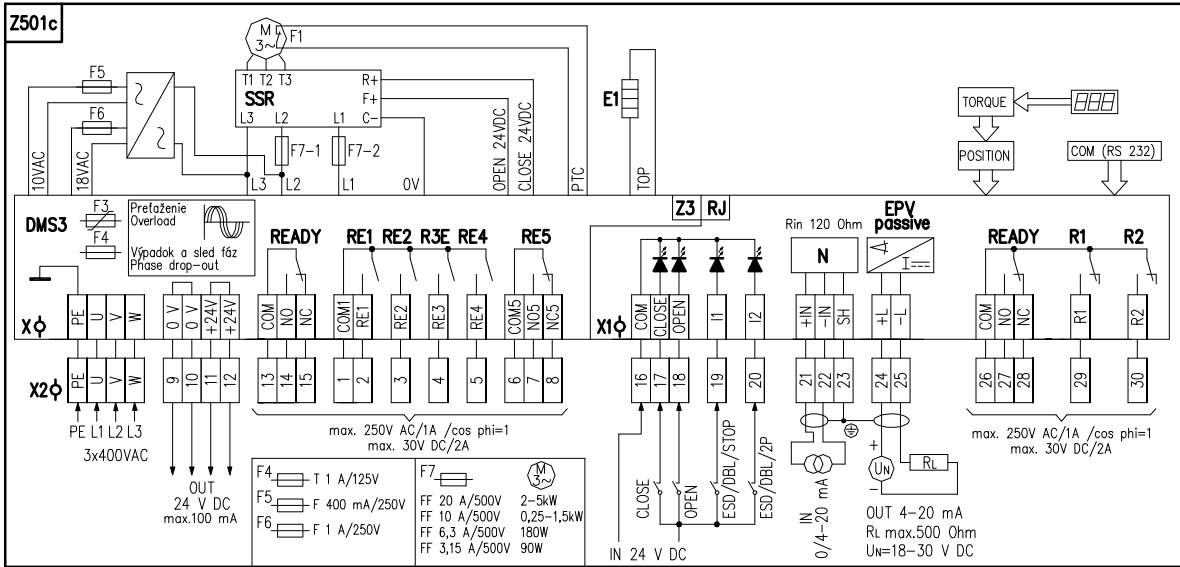 Z501c
M
3~
F1
F5
F6
T1 T2 T3
SSR
R+
F+
C-
L3 L2 L1
F7-1
F7-2
E1
TORQUE
POSITION
COM (RS 232)
10VAC
18VAC
L3 L2 L1 0V
OPEN 24VDC
CLOSE 24VDC
PTC
TOP
DMS3
F3
F4
Preťaženie
Overload
Výpadok a sled fáz
Phase drop-out
Z3 RJ
READY RE1 RE2 R3E RE4 RE5
Rin 120 Ohm
N
EPV
passive
I
READY R1 R2
X
PE U V W
0 V 0 V +24V +24V
COM NO NC
COM1 RE1 RE2 RE3 RE4
COM5 NO5 NC5
X1
COM CLOSE OPEN I1 I2
+IN -IN SH
+L -L
COM NO NC R1 R2
X2
PE U V W
9 10 11 12
13 14 15
1 2 3 4 5 6 7 8
16 17 18 19 20
21 22 23 24 25
26 27 28 29 30
PE L1 L2 L3
3x400VAC
OUT
24 V DC
max.100 mA
max. 250V AC/1A /cos phi=1
max. 30V DC/2A
F4 T 1 A/125V
F5 F 400 mA/250V
F6 F 1 A/250V
F7 M
3~
FF 20 A/500V 2-5kW
FF 10 A/500V 0,25-1,5kW
FF 6,3 A/500V 180W
FF 3,15 A/500V 90W
CLOSE
OPEN
ESD/DBL/STOP
ESD/DBL/2P
IN 24 V DC
IN
0/4-20 mA
+
UN
-
RL
OUT 4-20 mA
RL max.500 Ohm
UN=18-30 V DC
max. 250V AC/1A /cos phi=1
max. 30V DC/2A